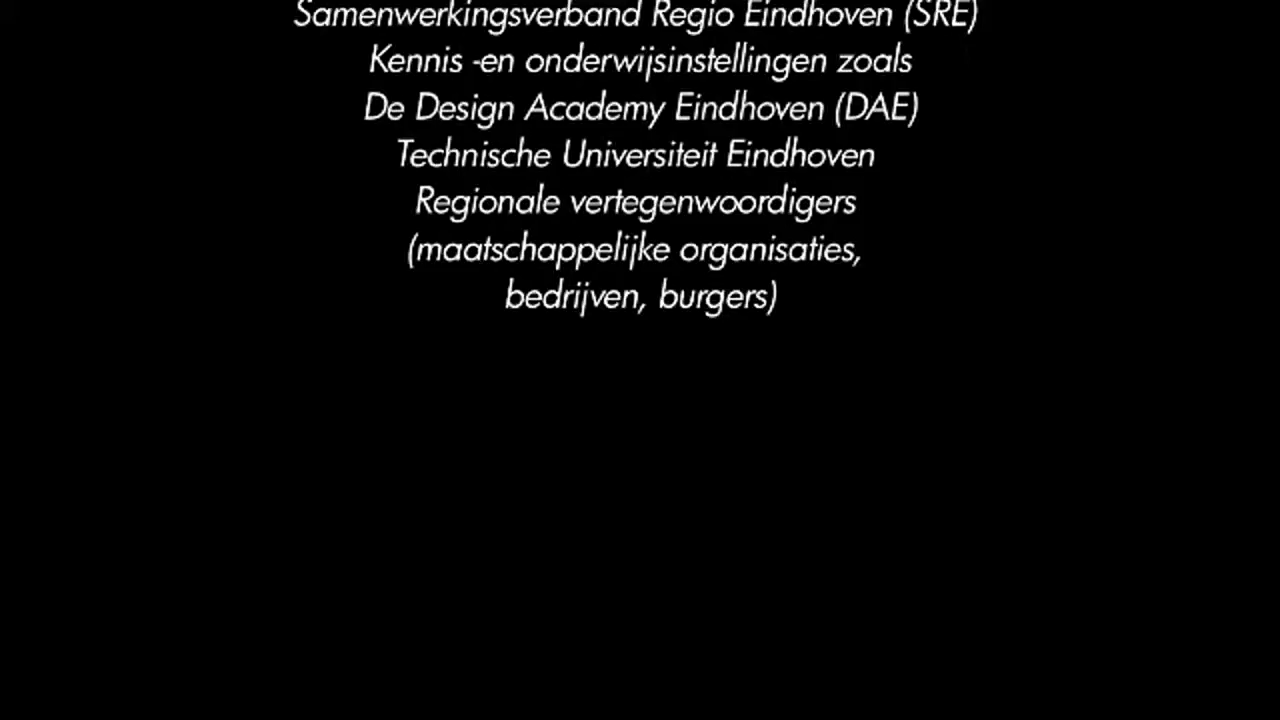 Samenwerkingsverband Regio Eindhoven (SRE)
Kennis -en onderwijsinstellingen zoals
De Design Academy Eindhoven (DAE)
Technische Universiteit Eindhoven
Regionale vertegenwoordigers
(maatschappelijke organisaties,
bedrijven, burgers)